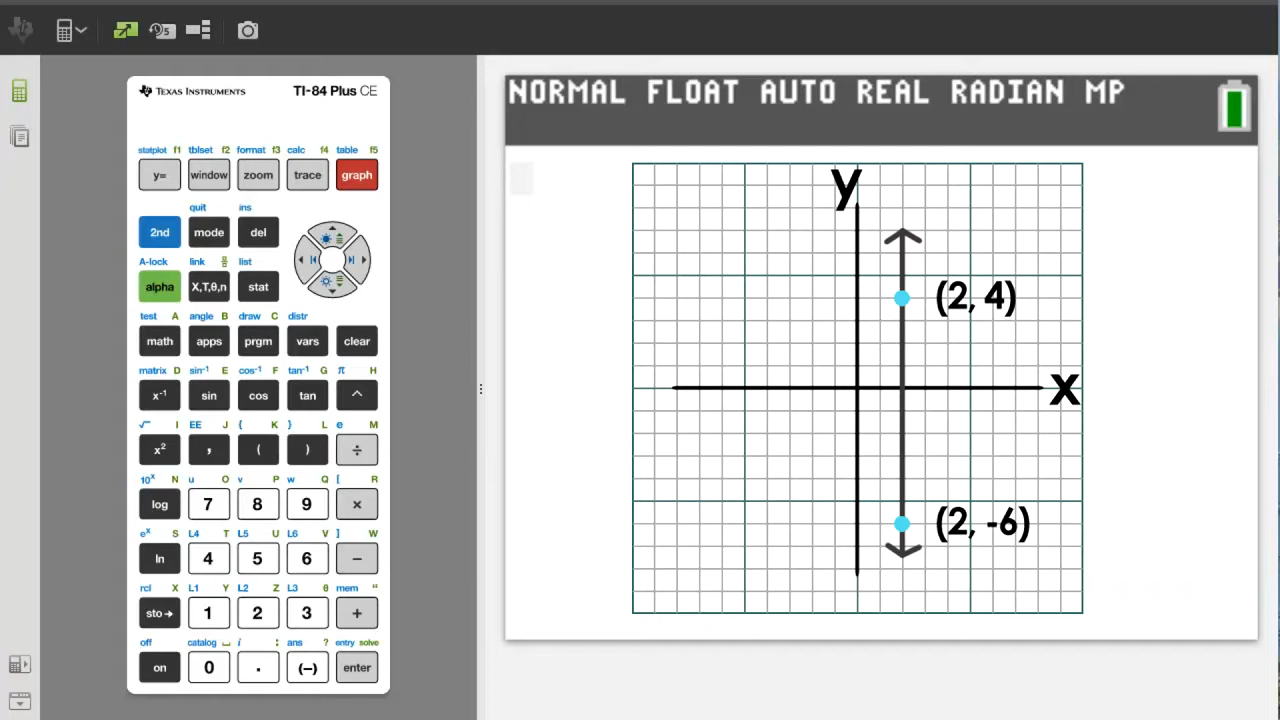 TEXAS INSTRUMENTS TI-84 Plus CE
statplot f1 tblset f2 format f3 calc f4 table f5
y= window zoom trace graph
quit ins
2nd mode del
A-lock link list
alpha X,T,θ,n stat
test A angle B draw C distr
math apps prgm vars clear
matrix D sin⁻¹ E cos⁻¹ F tan⁻¹ G π H
x⁻¹ sin cos tan ^
√ I EE J { K } L e M
x² , ( ) ÷
10ˣ N u O v P w Q [ R
log 7 8 9 ×
eˣ S L4 T L5 U L6 V ] W
ln 4 5 6 −
rcl X L1 Y L2 Z L3 θ mem "
sto→ 1 2 3 +
off catalog ⎵ i : ans ? entry solve
on 0 . (−) enter
NORMAL FLOAT AUTO REAL RADIAN MP
y
(2, 4)
x
(2, -6)